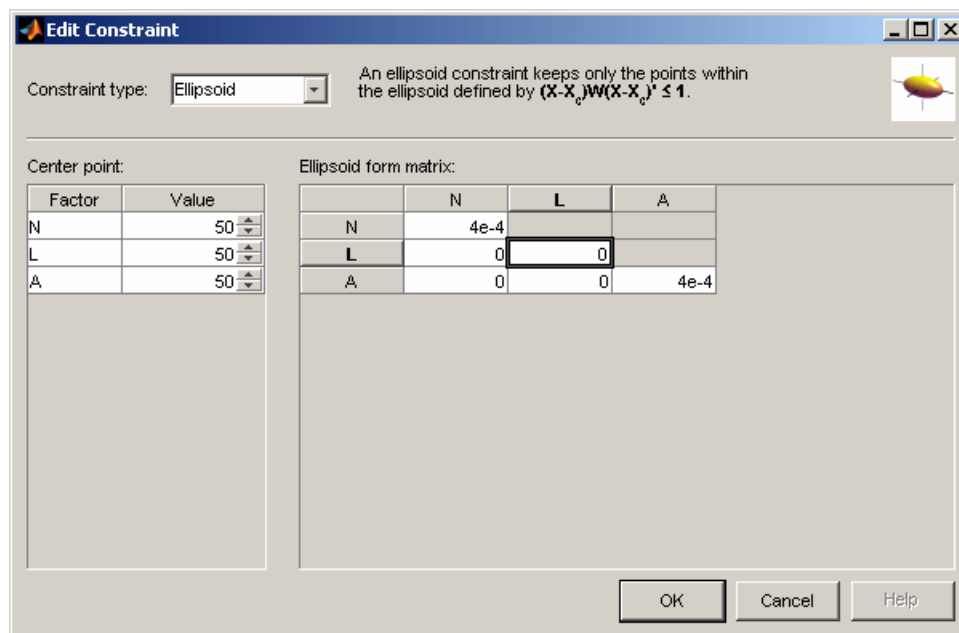 Edit Constraint
Constraint type: Ellipsoid
An ellipsoid constraint keeps only the points within
the ellipsoid defined by (X-Xc)W(X-Xc)' ≤ 1.
Center point:
Factor Value
N 50
L 50
A 50
Ellipsoid form matrix:
N L A
N 4e-4
L 0 0
A 0 0 4e-4
OK Cancel Help